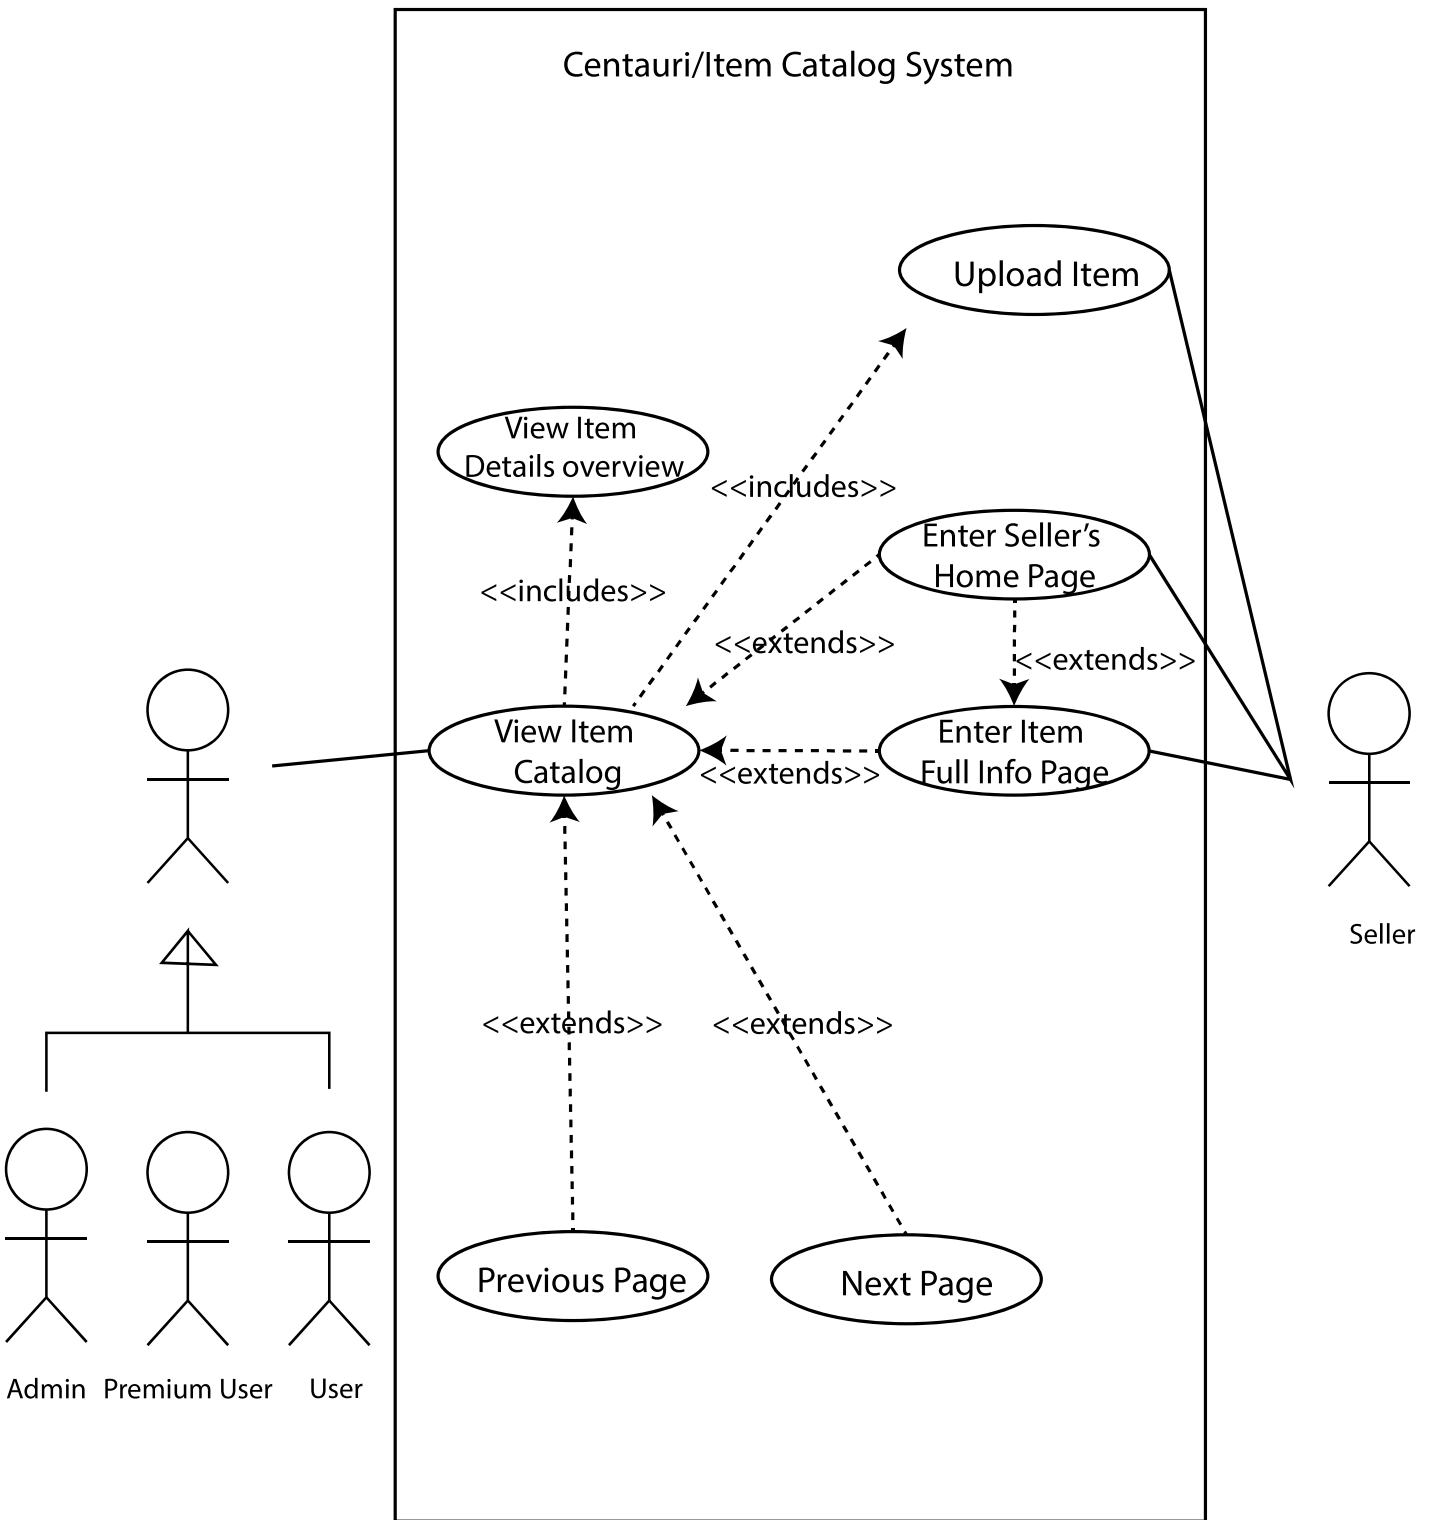 Centauri/Item Catalog System
Upload Item
View Item
Details overview
<<includes>>
Enter Seller's
Home Page
<<includes>>
<<extends>>
<<extends>>
View Item
Catalog
Enter Item
Full Info Page
<<extends>>
Seller
<<extends>>
<<extends>>
Previous Page
Next Page
Admin
Premium User
User